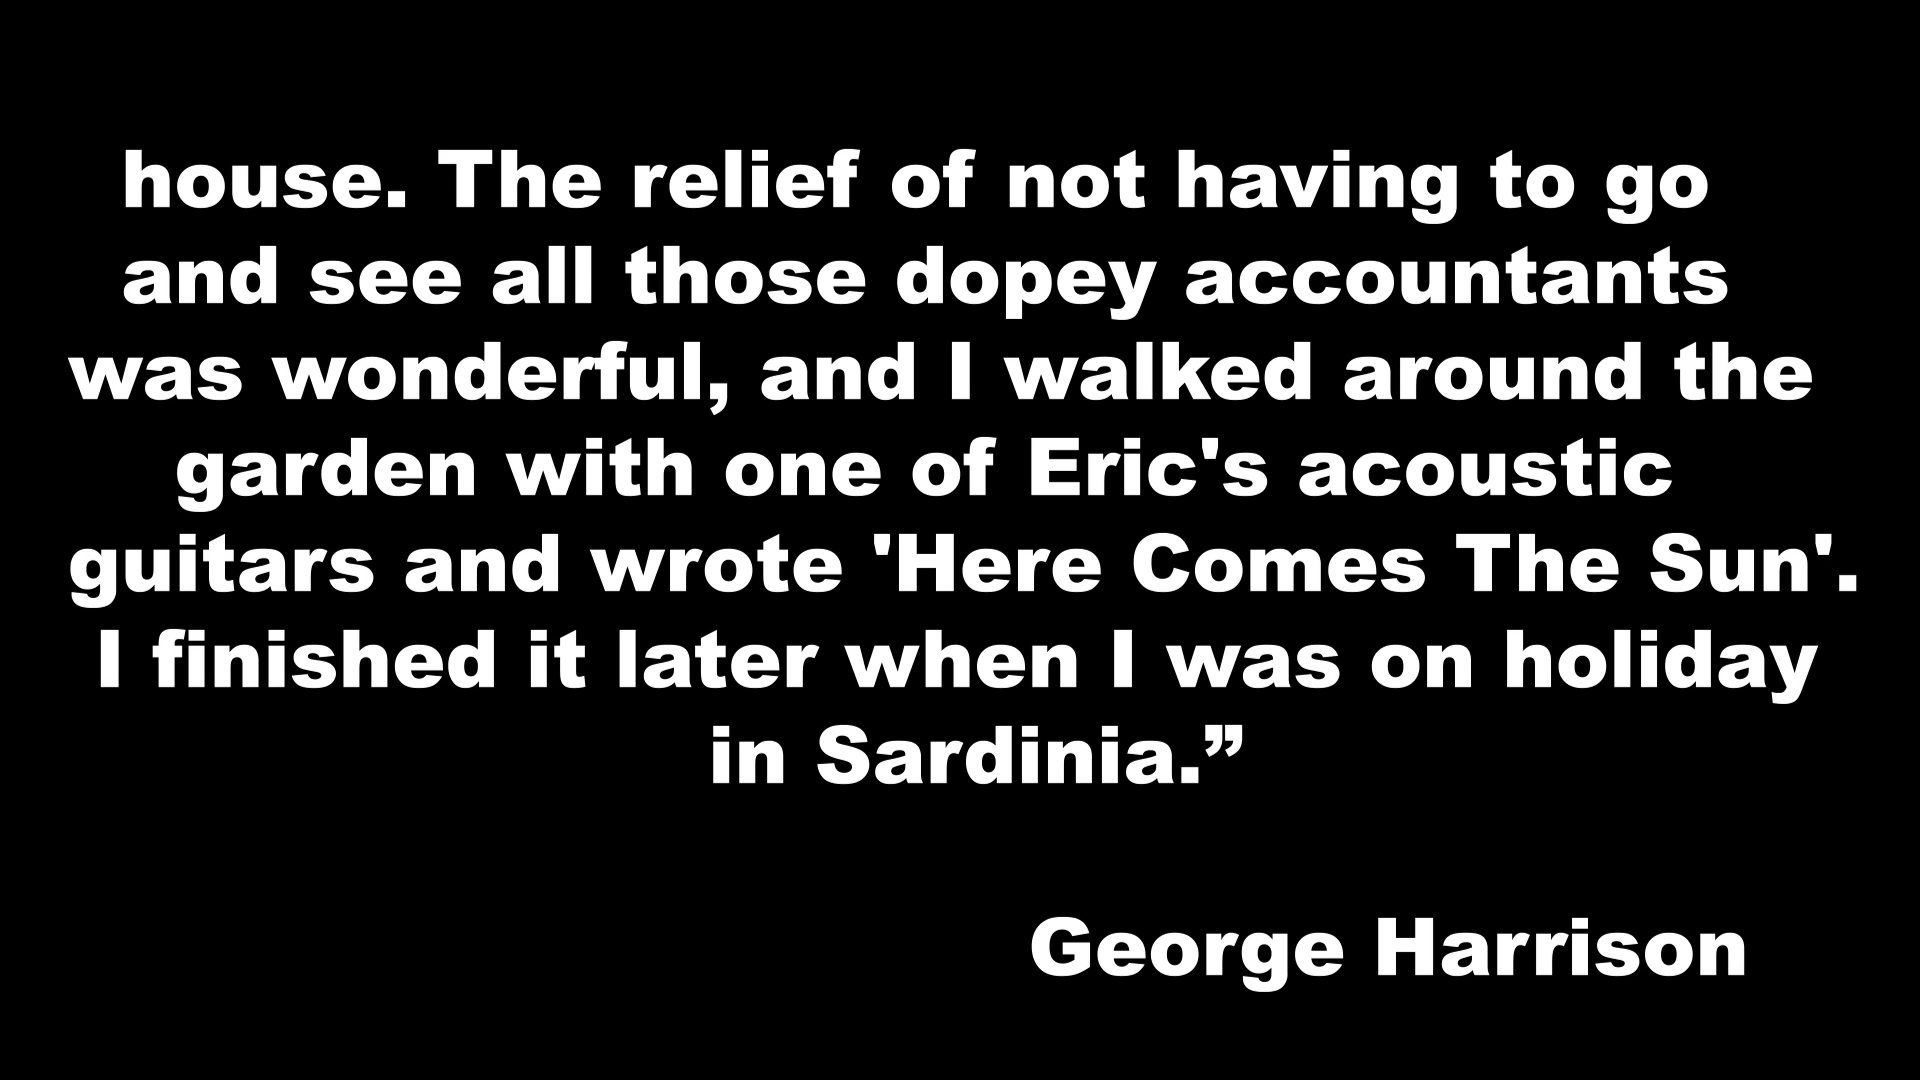 house. The relief of not having to go
and see all those dopey accountants
was wonderful, and I walked around the
garden with one of Eric's acoustic
guitars and wrote 'Here Comes The Sun'.
I finished it later when I was on holiday
in Sardinia.”
George Harrison